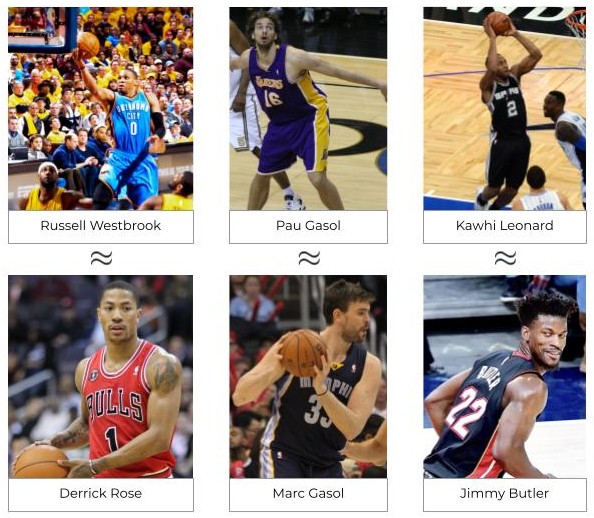 OKLAHOMA
CITY
0
LAKERS
16
2
Russell Westbrook
Pau Gasol
Kawhi Leonard
≈
≈
≈
BULLS
1
MEMPHIS
33
BUTLER
22
Derrick Rose
Marc Gasol
Jimmy Butler